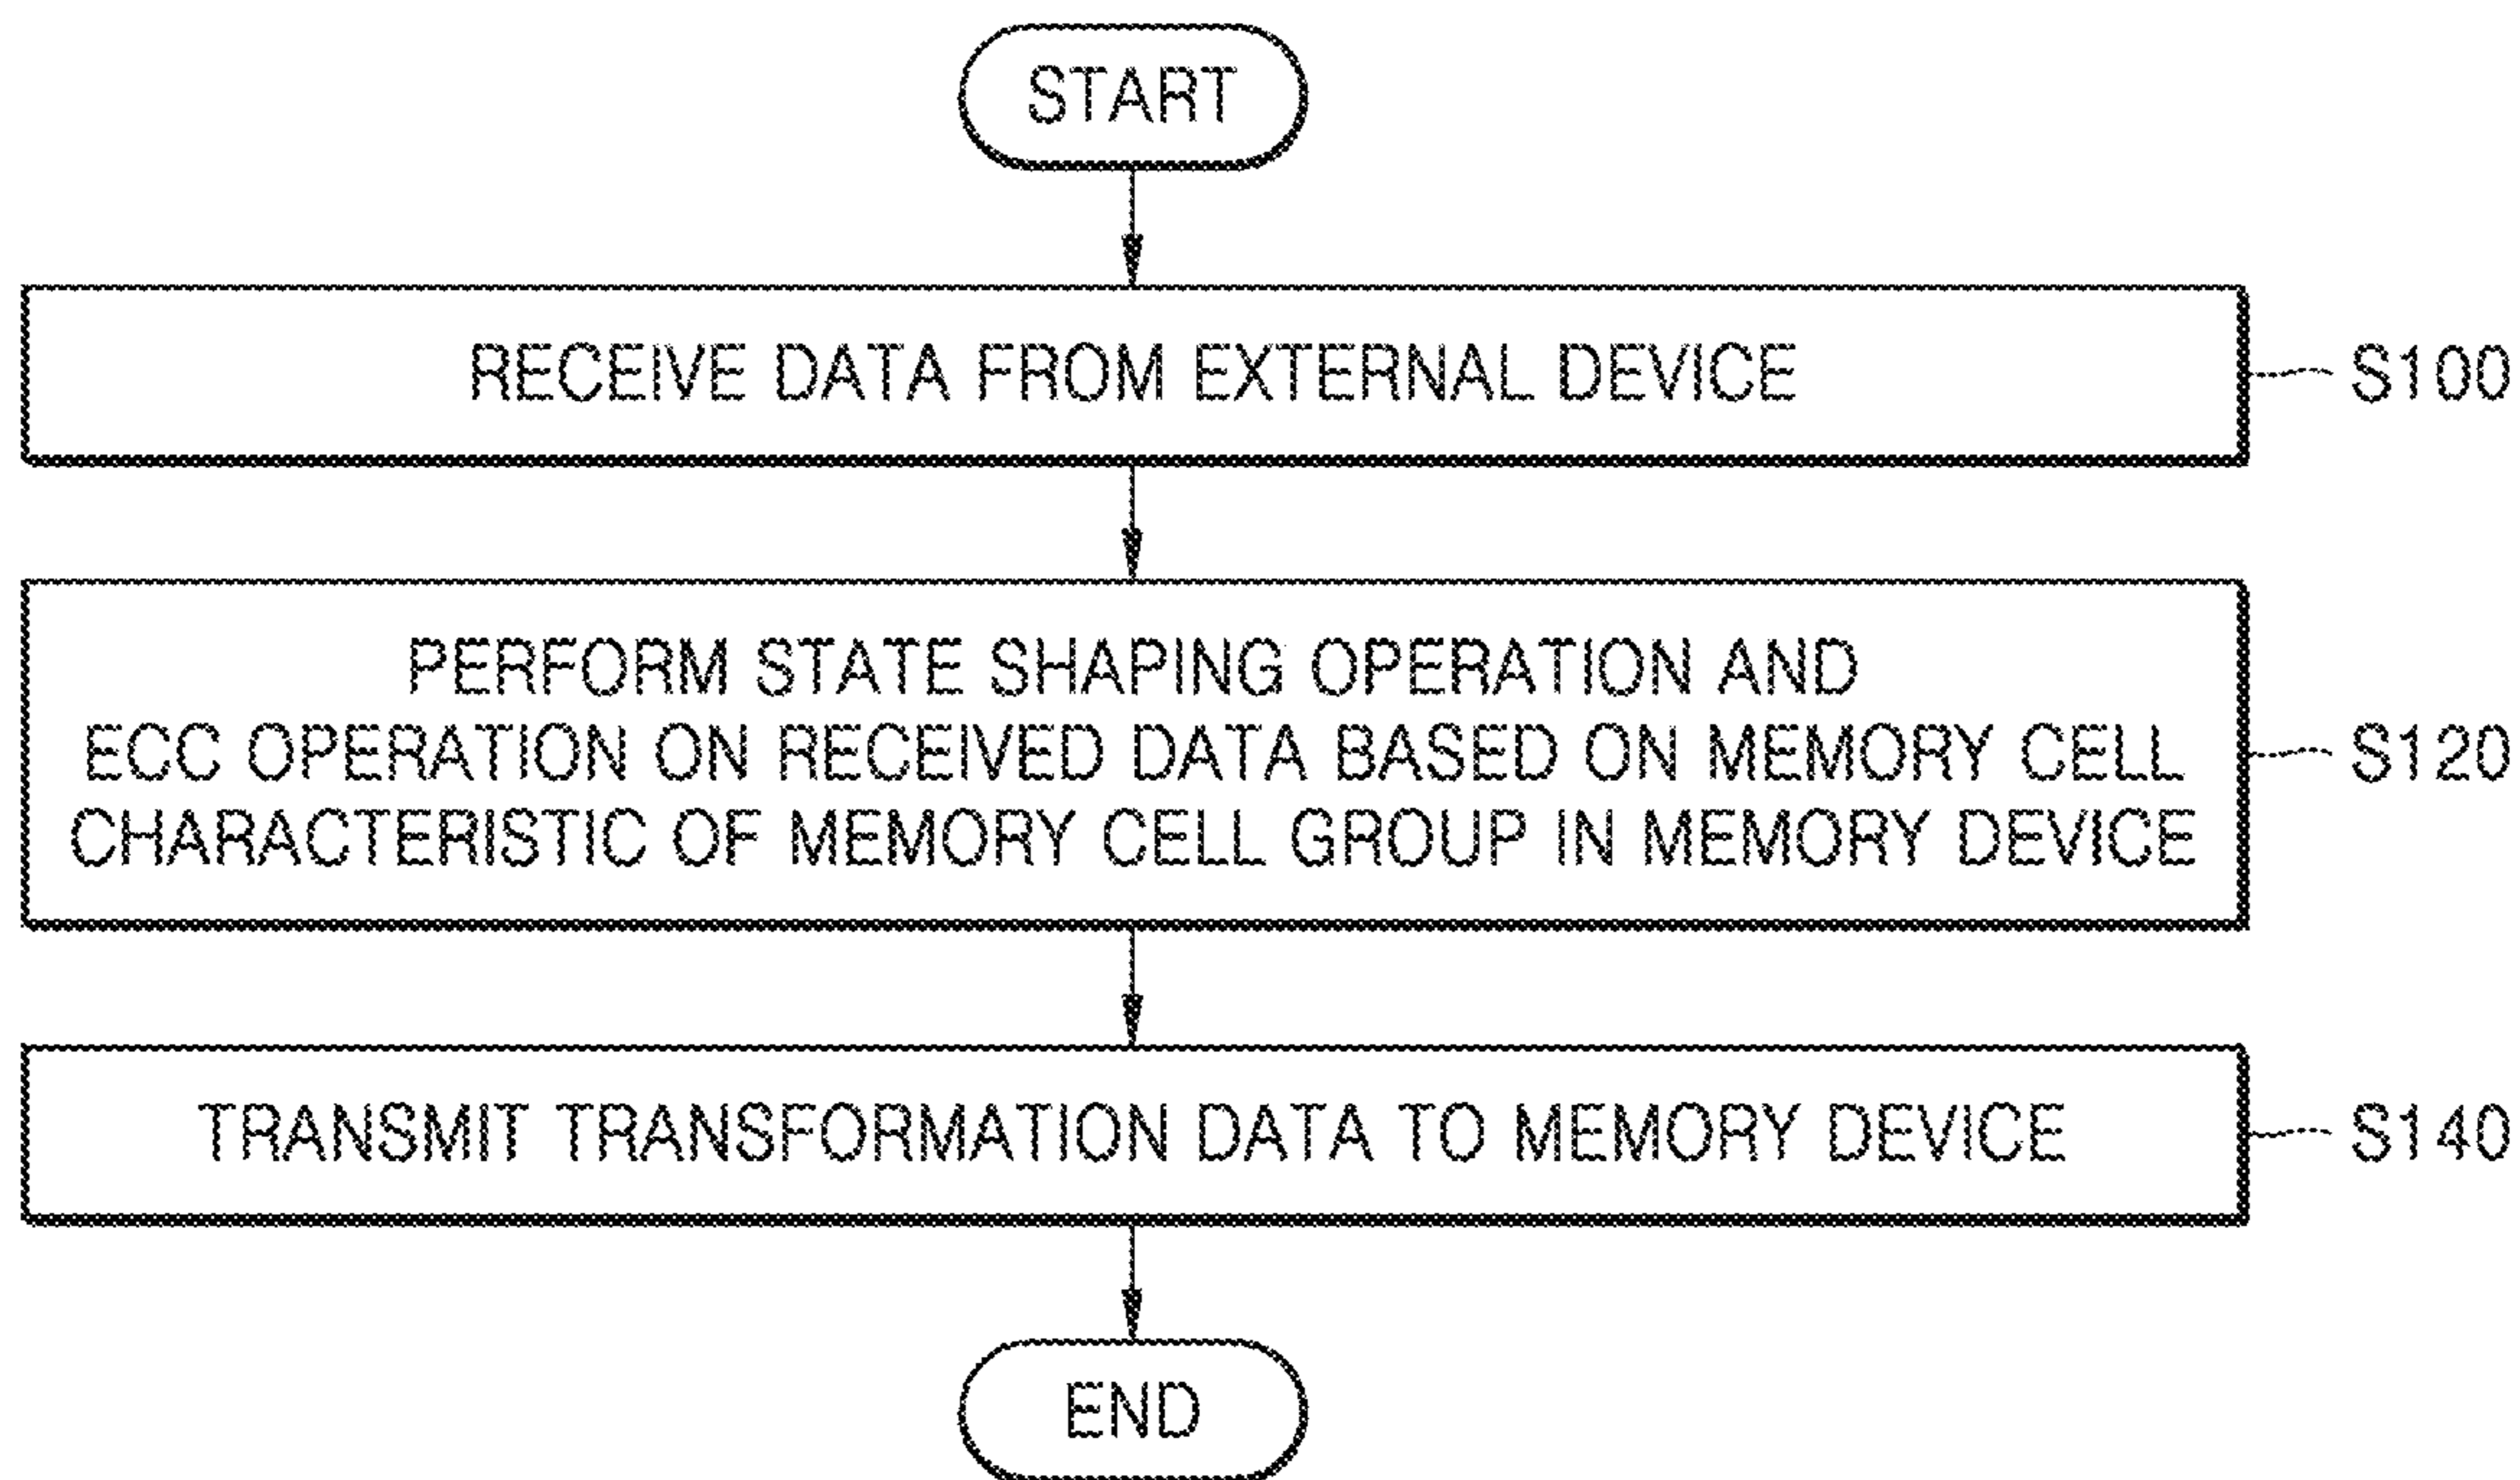 START
RECEIVE DATA FROM EXTERNAL DEVICE
S100
PERFORM STATE SHAPING OPERATION AND
ECC OPERATION ON RECEIVED DATA BASED ON MEMORY CELL
CHARACTERISTIC OF MEMORY CELL GROUP IN MEMORY DEVICE
S120
TRANSMIT TRANSFORMATION DATA TO MEMORY DEVICE
S140
END